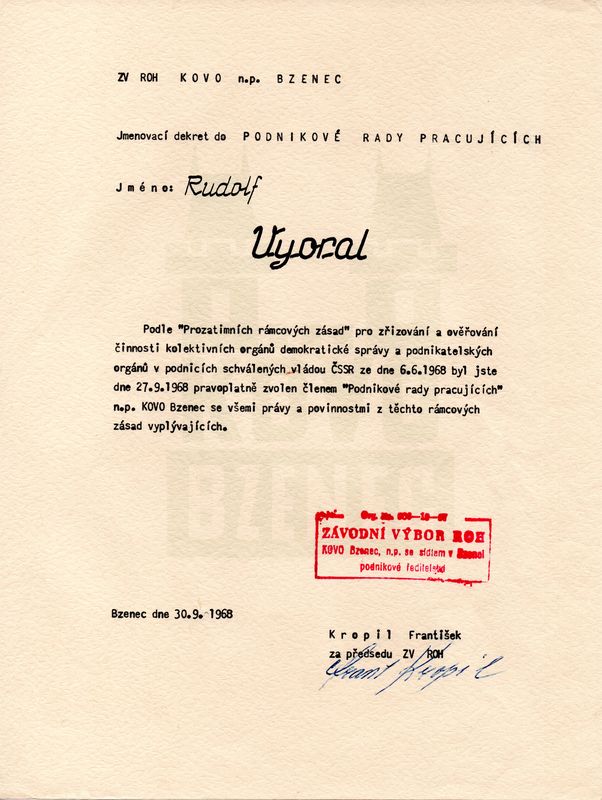 ZV ROH KOVO n.p. BZENEC
Jmenovací dekret do PODNIKOVÉ RADY PRACUJÍCÍCH
Jméno: Rudolf
Vyoral
Podle "Prozatimních rámcových zásad" pro zřizování a ověřování
činnosti kolektivních orgánů demokratické správy a podnikatelských
orgánů v podnicích schválených vládou ČSSR ze dne 6.6.1968 byl jste
dne 27.9.1968 pravoplatně zvolen členem "Podnikové rady pracujících"
n.p. KOVO Bzenec se všemi právy a povinnostmi z těchto rámcových
zásad vyplývajících.
BZENEC
ZÁVODNÍ VÝBOR ROH
KOVO Bzenec, n.p. se sídlem v Bzenci
podnikové ředitelství
Bzenec dne 30.9.1968
Kropil František
za předsedu ZV ROH
Frant Kropil